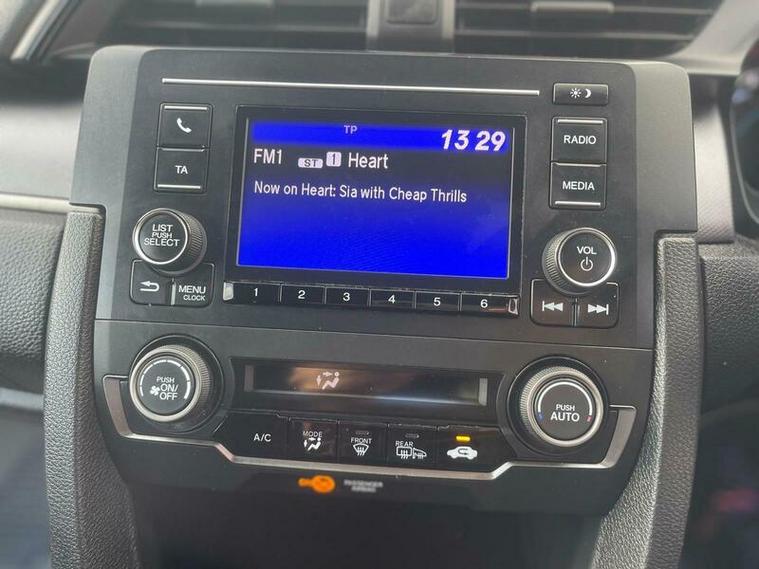 TP
13 29
FM1 ST 1 Heart
Now on Heart: Sia with Cheap Thrills
TA
RADIO
MEDIA
LIST
PUSH
SELECT
VOL
MENU
CLOCK
1 2 3 4 5 6
PUSH
ON/
OFF
PUSH
AUTO
A/C
MODE
FRONT
REAR
PASSENGER
AIRBAG